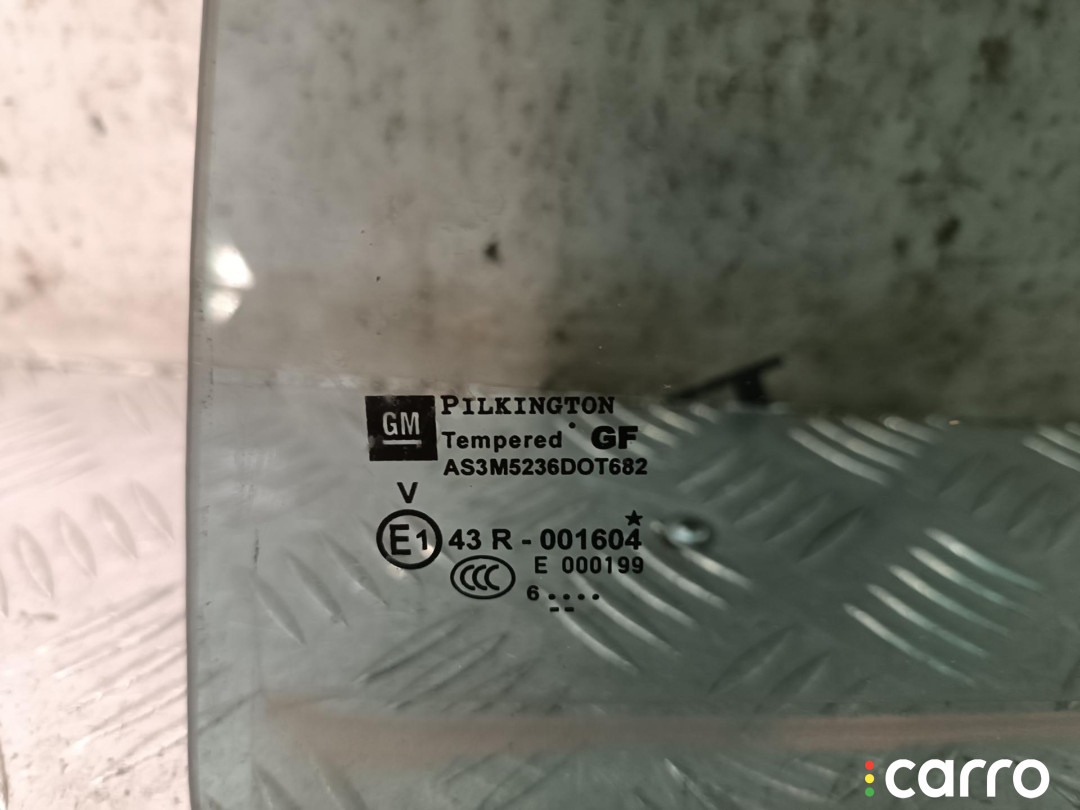 GM
PILKINGTON
Tempered GF
AS3M5236DOT682
V
E1 43 R - 001604
CCC E 000199
6 ....
--
carro